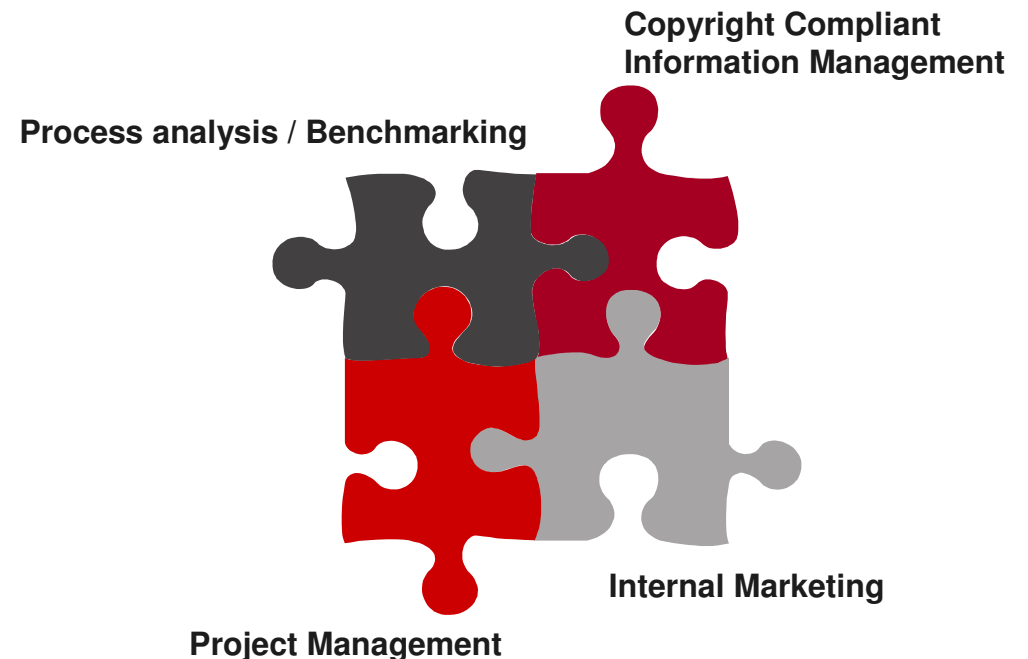 Copyright Compliant
Information Management
Process analysis / Benchmarking
Internal Marketing
Project Management